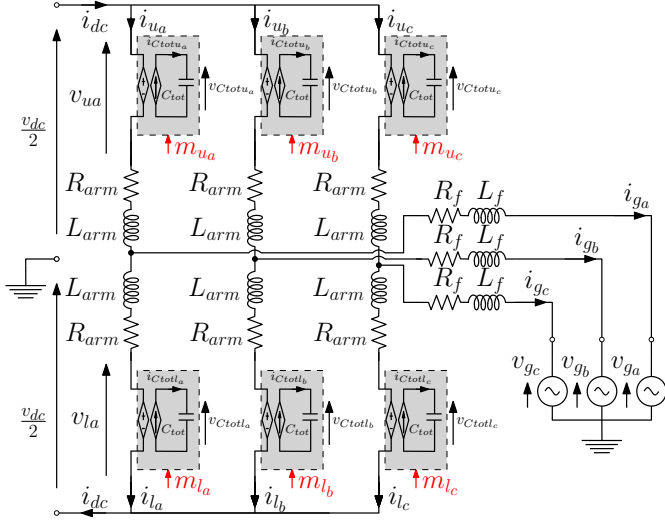 i_dc i_ua i_ub i_uc
i_Ctotu_a i_Ctotu_b i_Ctotu_c
v_dc/2 v_ua C_tot v_Ctotu_a C_tot v_Ctotu_b C_tot v_Ctotu_c
m_ua m_ub m_uc
R_arm R_arm R_arm R_f L_f i_ga
L_arm L_arm L_arm R_f L_f i_gb
L_arm L_arm L_arm R_f L_f i_gc
R_arm R_arm R_arm
i_Ctotl_a i_Ctotl_b i_Ctotl_c v_gc v_gb v_ga
v_dc/2 v_la C_tot v_Ctotl_a C_tot v_Ctotl_b C_tot v_Ctotl_c
m_la m_lb m_lc
i_dc i_la i_lb i_lc